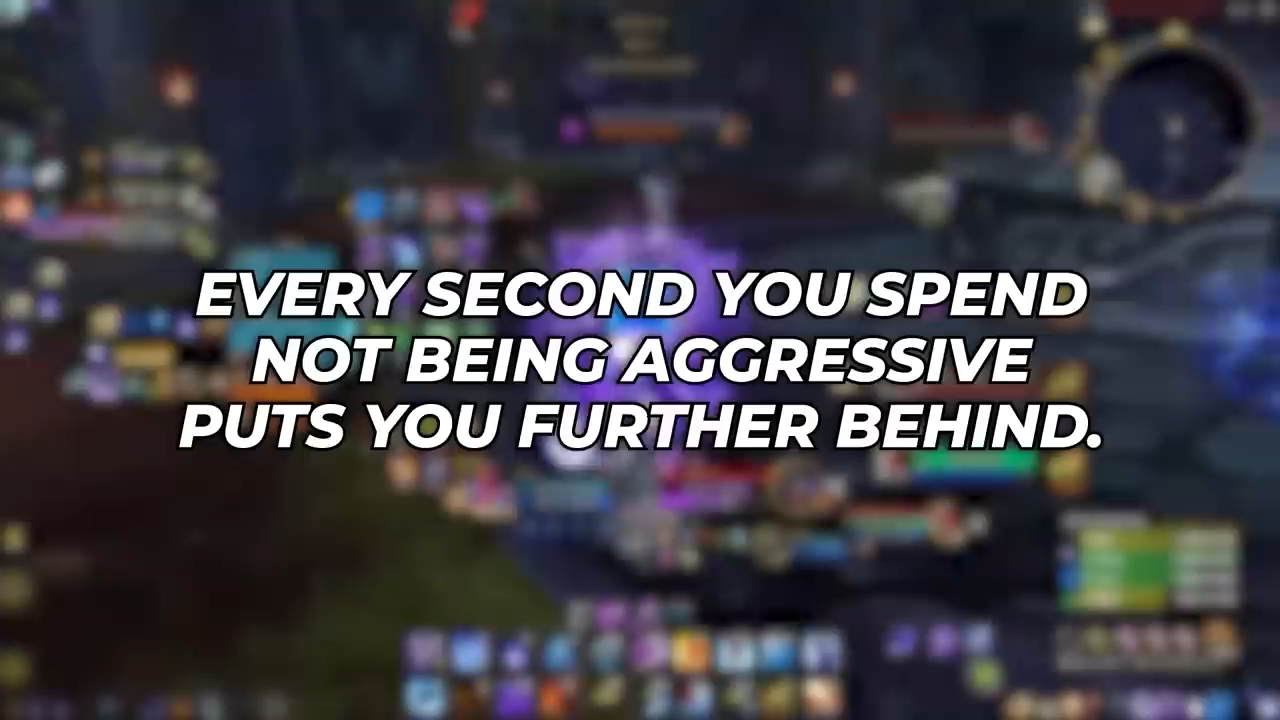 EVERY SECOND YOU SPEND
NOT BEING AGGRESSIVE
PUTS YOU FURTHER BEHIND.